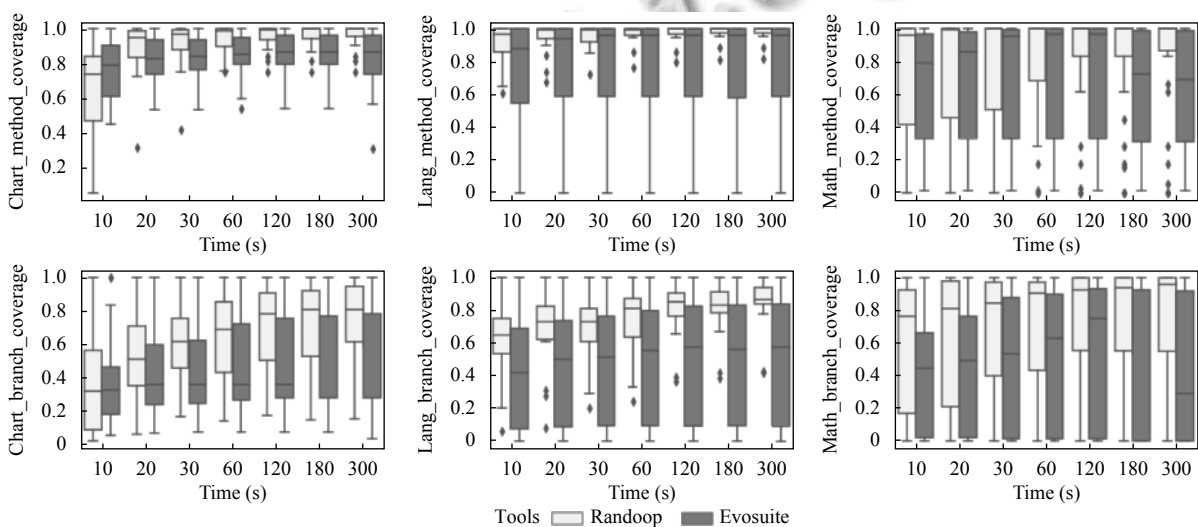 Chart_method_coverage
1.0
0.8
0.6
0.4
0.2
10 20 30 60 120 180 300
Time (s)
Lang_method_coverage
1.0
0.8
0.6
0.4
0.2
0
10 20 30 60 120 180 300
Time (s)
Math_method_coverage
1.0
0.8
0.6
0.4
0.2
0
10 20 30 60 120 180 300
Time (s)
Chart_branch_coverage
1.0
0.8
0.6
0.4
0.2
0
10 20 30 60 120 180 300
Time (s)
Lang_branch_coverage
1.0
0.8
0.6
0.4
0.2
0
10 20 30 60 120 180 300
Time (s)
Math_branch_coverage
1.0
0.8
0.6
0.4
0.2
0
10 20 30 60 120 180 300
Time (s)
Tools Randoop Evosuite